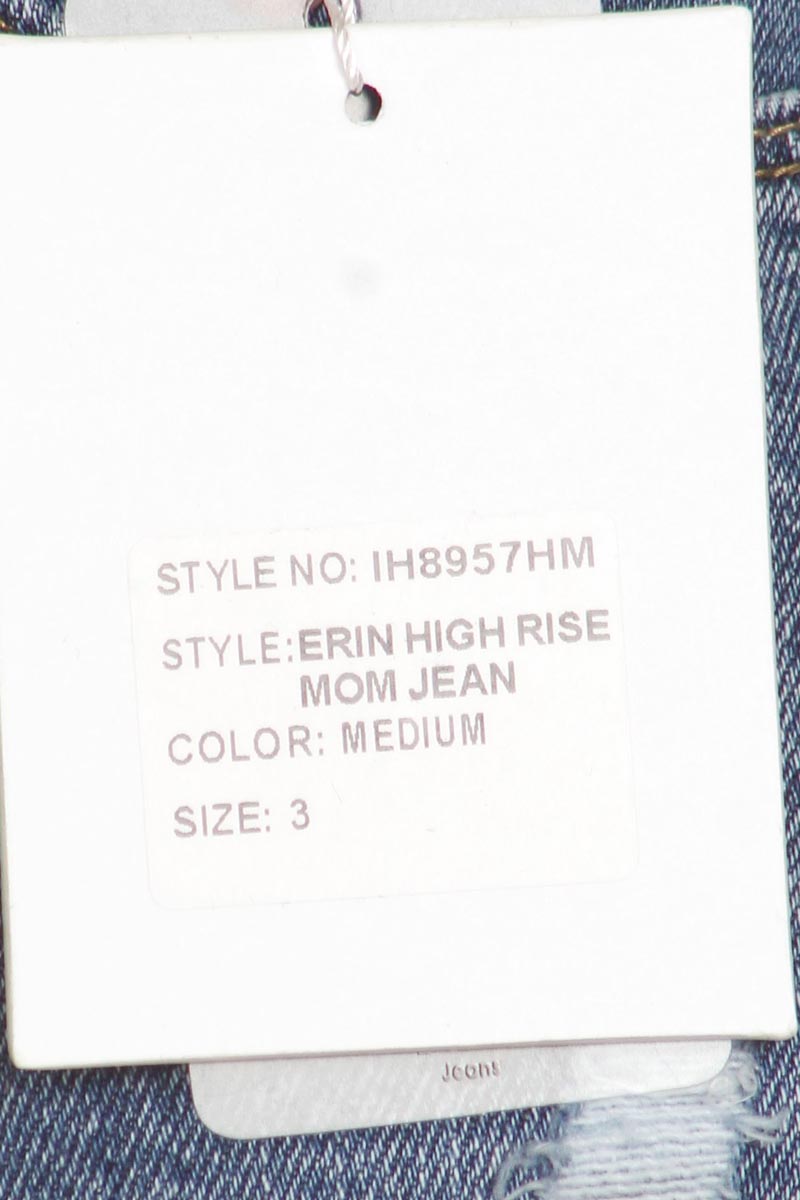 STYLE NO: IH8957HM
STYLE:ERIN HIGH RISE
MOM JEAN
COLOR: MEDIUM
SIZE: 3
Jeans